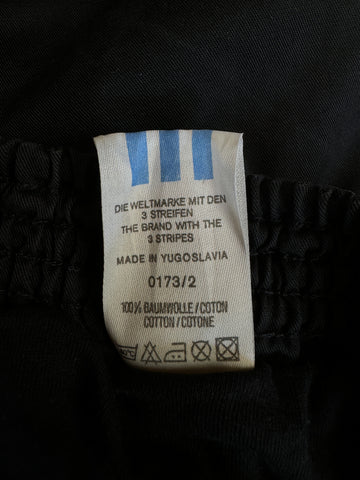 DIE WELTMARKE MIT DEN
3 STREIFEN
THE BRAND WITH THE
3 STRIPES
MADE IN YUGOSLAVIA
0173/2
100% BAUMWOLLE/COTON
COTTON/COTONE